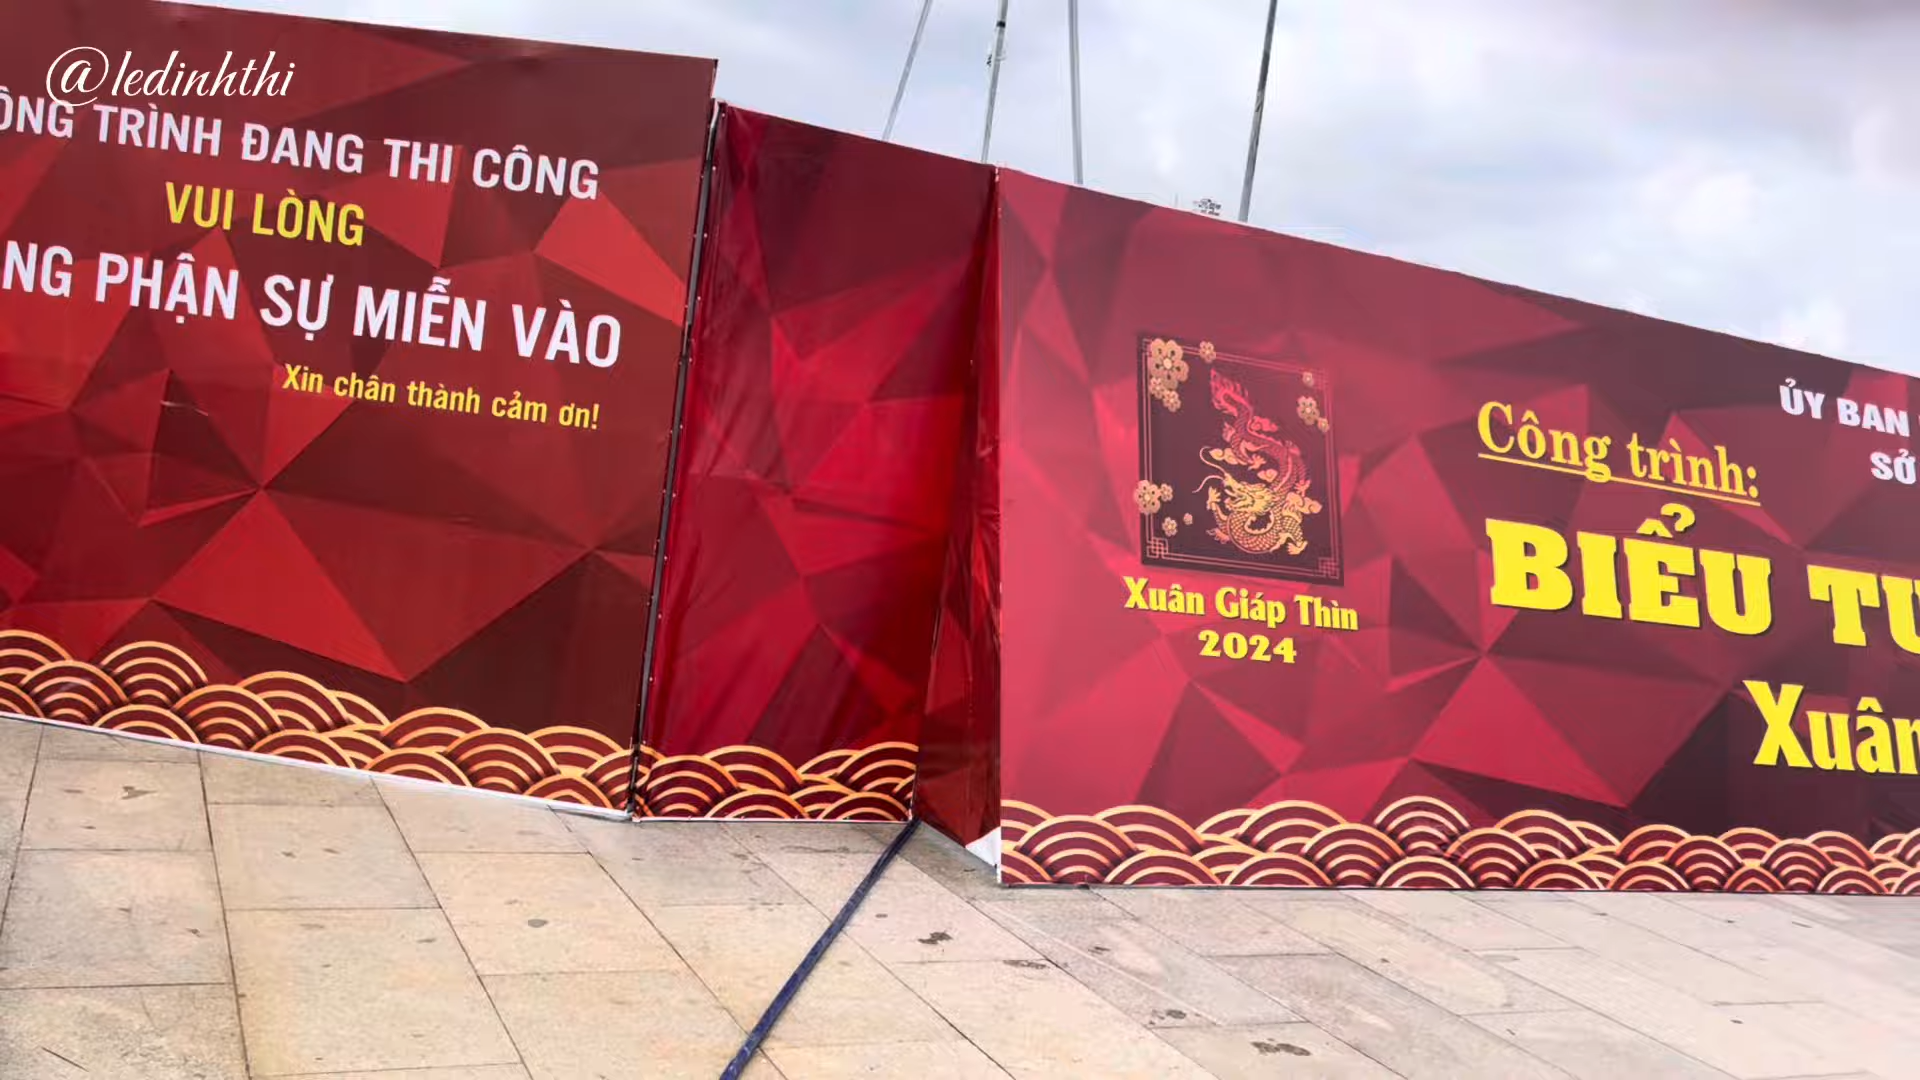 @ledinhthi
ÔNG TRÌNH ĐANG THI CÔNG
VUI LÒNG
NG PHẬN SỰ MIỄN VÀO
Xin chân thành cảm ơn!
Xuân Giáp Thìn
2024
ỦY BAN
SỞ
Công trình:
BIỂU TƯ
Xuân